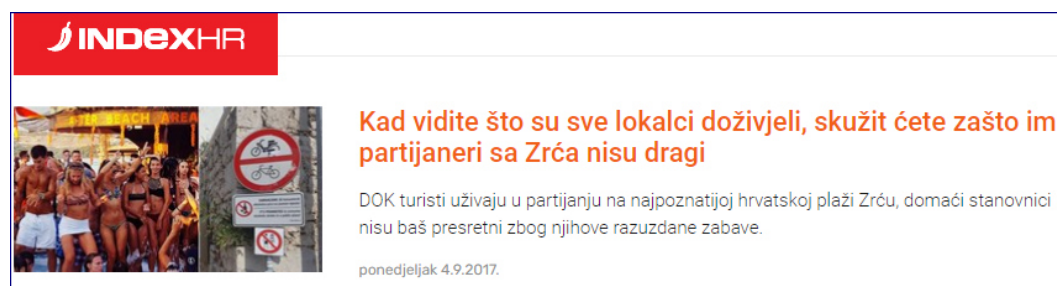 INDEXHR
Kad vidite što su sve lokalci doživjeli, skužit ćete zašto im
partijaneri sa Zrća nisu dragi
DOK turisti uživaju u partijanju na najpoznatijoj hrvatskoj plaži Zrću, domaći stanovnici
nisu baš presretni zbog njihove razuzdane zabave.
ponedjeljak 4.9.2017.
BEACH AREA